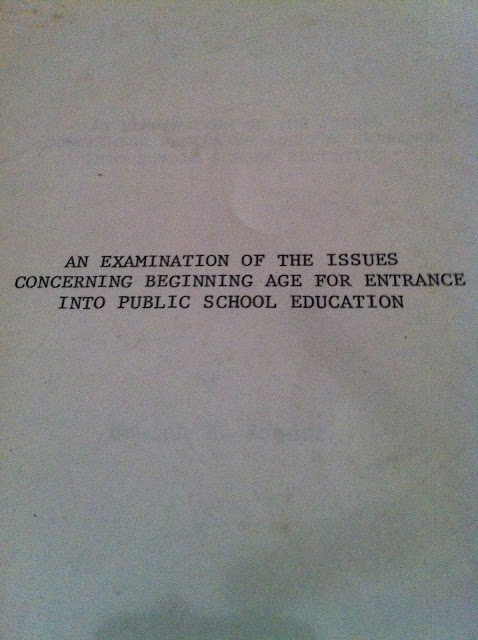 AN EXAMINATION OF THE ISSUES
CONCERNING BEGINNING AGE FOR ENTRANCE
INTO PUBLIC SCHOOL EDUCATION